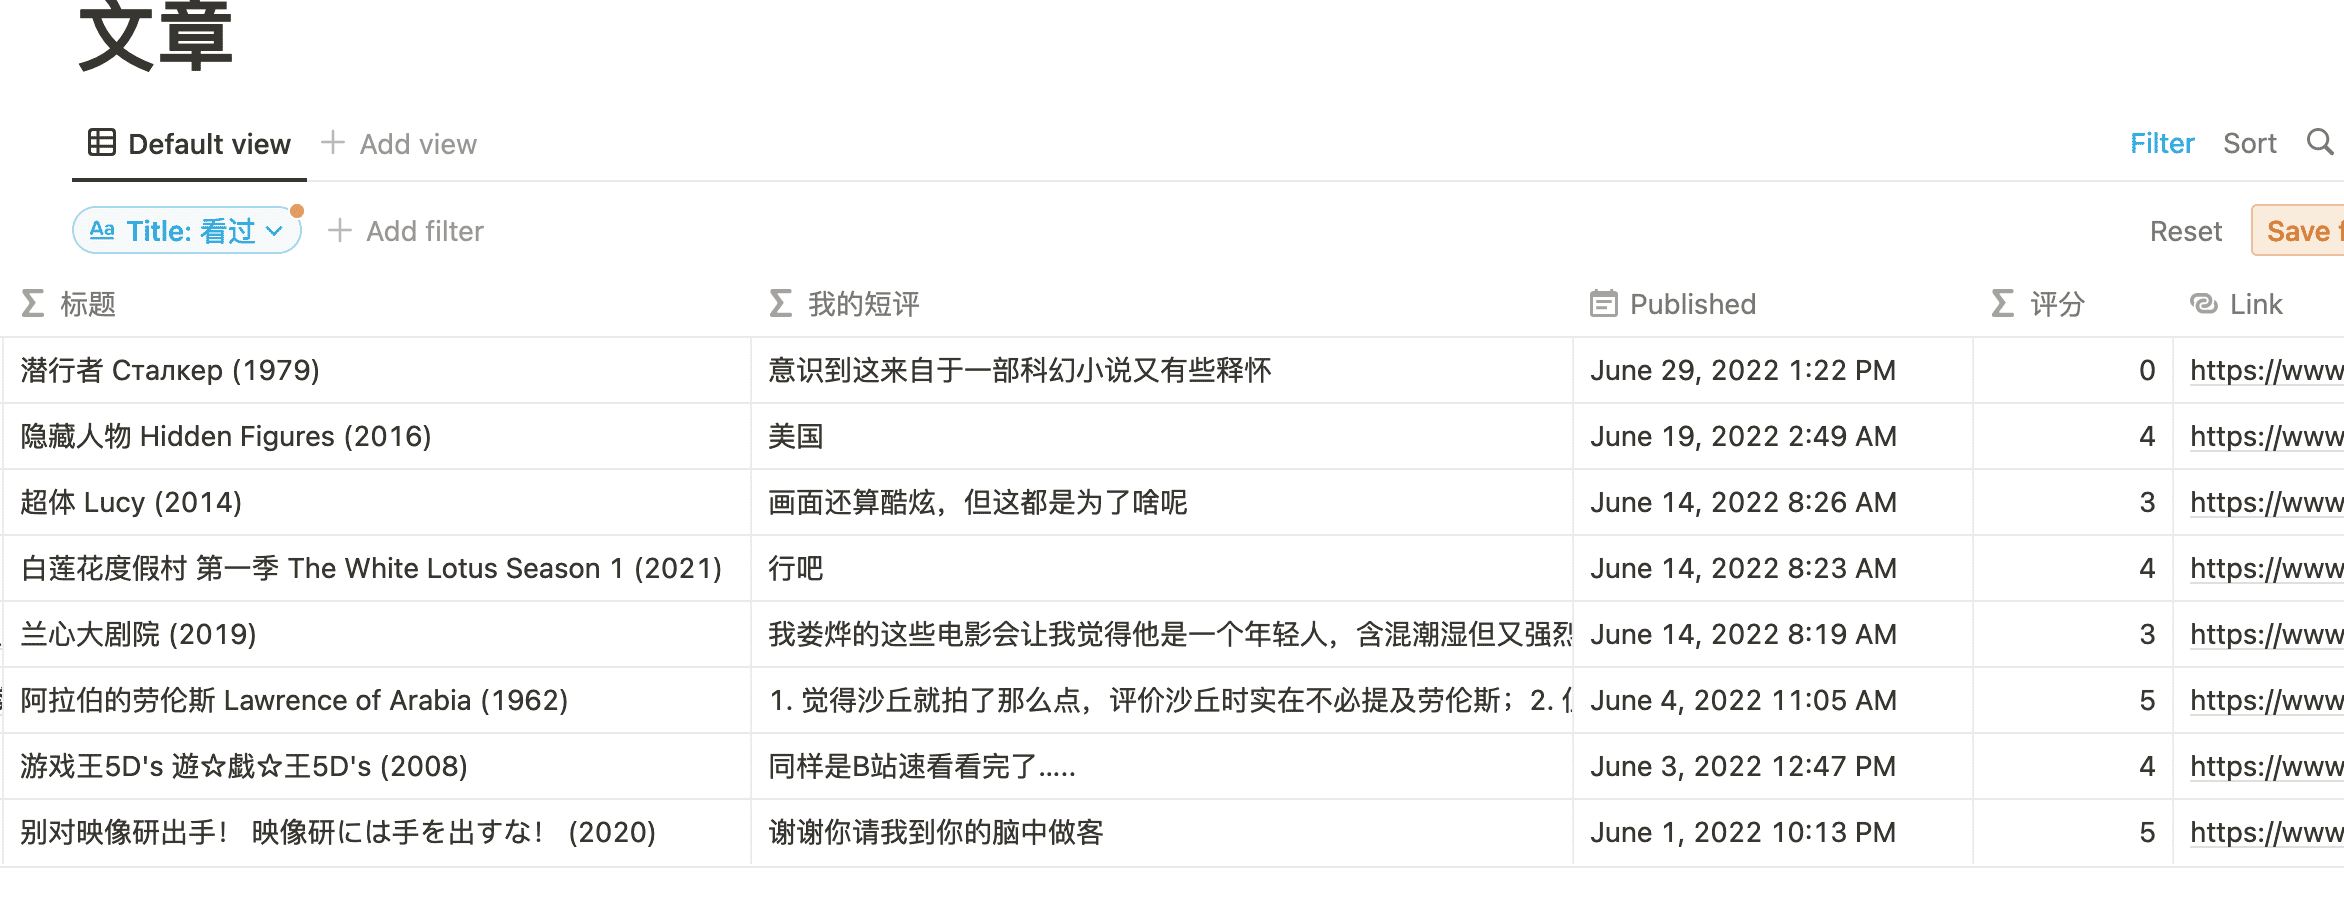 文章
Default view Add view Filter Sort
Aa Title: 看过 Add filter Reset Save
标题 我的短评 Published 评分 Link
潜行者 Сталкер (1979) 意识到这来自于一部科幻小说又有些释怀 June 29, 2022 1:22 PM 0 https://www
隐藏人物 Hidden Figures (2016) 美国 June 19, 2022 2:49 AM 4 https://www
超体 Lucy (2014) 画面还算酷炫，但这都是为了啥呢 June 14, 2022 8:26 AM 3 https://www
白莲花度假村 第一季 The White Lotus Season 1 (2021) 行吧 June 14, 2022 8:23 AM 4 https://www
兰心大剧院 (2019) 我娄烨的这些电影会让我觉得他是一个年轻人，含混潮湿但又强烈 June 14, 2022 8:19 AM 3 https://www
阿拉伯的劳伦斯 Lawrence of Arabia (1962) 1. 觉得沙丘就拍了那么点，评价沙丘时实在不必提及劳伦斯；2. June 4, 2022 11:05 AM 5 https://www
游戏王5D's 遊☆戯☆王5D's (2008) 同样是B站速看看完了..... June 3, 2022 12:47 PM 4 https://www
别对映像研出手！ 映像研には手を出すな！ (2020) 谢谢你请我到你的脑中做客 June 1, 2022 10:13 PM 5 https://www